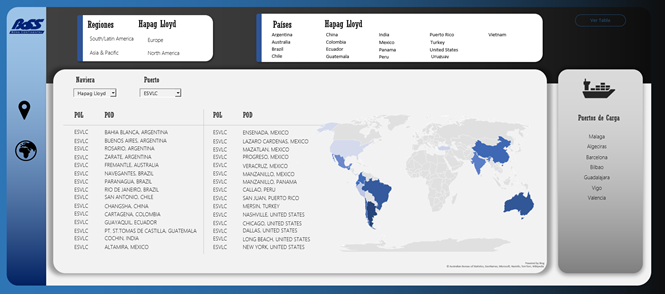 BASS
Regiones
Hapag Lloyd
South/Latin America
Europe
Asia & Pacific
North America
Países
Hapag Lloyd
Argentina
China
India
Puerto Rico
Vietnam
Australia
Colombia
Mexico
Turkey
Brazil
Ecuador
Panama
United States
Chile
Guatemala
Peru
Uruguay
Ver Tabla
Naviera
Puerto
Hapag Lloyd
ESVLC
POL POD
ESVLC BAHIA BLANCA, ARGENTINA
ESVLC BUENOS AIRES, ARGENTINA
ESVLC ROSARIO, ARGENTINA
ESVLC ZARATE, ARGENTINA
ESVLC FREMANTLE, AUSTRALIA
ESVLC NAVEGANTES, BRAZIL
ESVLC PARANAGUA, BRAZIL
ESVLC RIO DE JANEIRO, BRAZIL
ESVLC SAN ANTONIO, CHILE
ESVLC CHANGSHA, CHINA
ESVLC CARTAGENA, COLOMBIA
ESVLC GUAYAQUIL, ECUADOR
ESVLC PT. ST.TOMAS DE CASTILLA, GUATEMALA
ESVLC COCHIN, INDIA
ESVLC ALTAMIRA, MEXICO
POL POD
ESVLC ENSENADA, MEXICO
ESVLC LAZARO CARDENAS, MEXICO
ESVLC MAZATLAN, MEXICO
ESVLC PROGRESO, MEXICO
ESVLC VERACRUZ, MEXICO
ESVLC MANZANILLO, MEXICO
ESVLC MANZANILLO, PANAMA
ESVLC CALLAO, PERU
ESVLC SAN JUAN, PUERTO RICO
ESVLC MERSIN, TURKEY
ESVLC NASHVILLE, UNITED STATES
ESVLC CHICAGO, UNITED STATES
ESVLC DALLAS, UNITED STATES
ESVLC LONG BEACH, UNITED STATES
ESVLC NEW YORK, UNITED STATES
Powered by Bing
Puertos de Carga
Malaga
Algeciras
Barcelona
Bilbao
Guadalajara
Vigo
Valencia